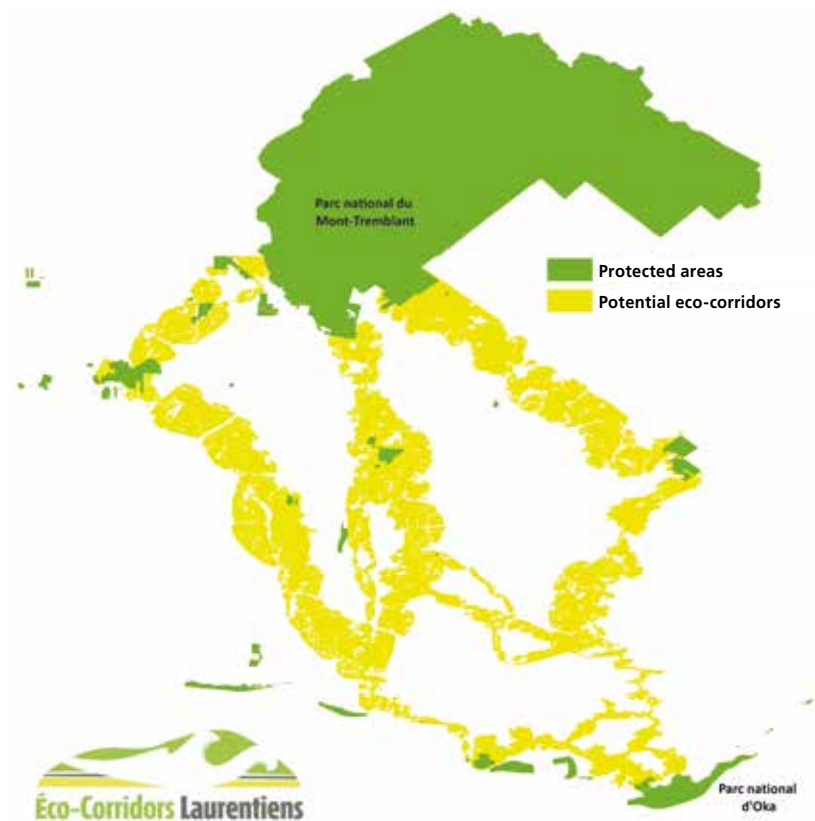 Parc national du
Mont-Tremblant
Protected areas
Potential eco-corridors
Parc national
d'Oka
Éco-Corridors Laurentiens